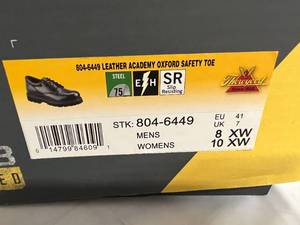 804-6449 LEATHER ACADEMY OXFORD SAFETY TOE
STEEL
75
E H
SR
Slip
Resisting
Thorogood
STK: 804-6449
MENS
WOMENS
EU 41
UK 7
8 XW
10 XW
6 14799 84609 1
B
ED